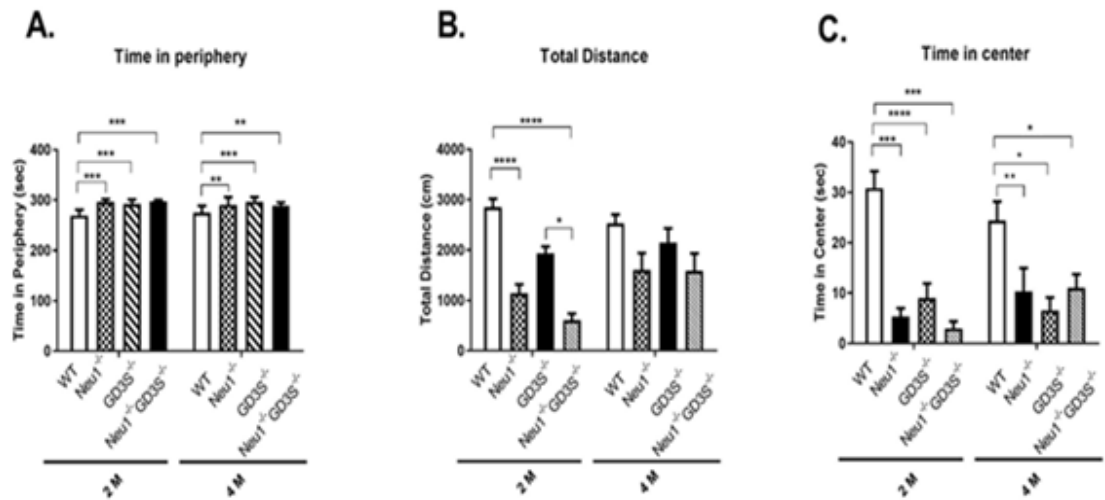 A.
Time in periphery
*** **
*** ***
*** **
Time in Periphery (sec)
400
300
200
100
0
WT
Neu1-/-
GD3S-/-
Neu1-/-GD3S-/-
WT
Neu1-/-
GD3S-/-
Neu1-/-GD3S-/-
2 M
4 M
B.
Total Distance
****
****
*
Total Distance (cm)
4000
3000
2000
1000
0
WT
Neu1-/-
GD3S-/-
Neu1-/-GD3S-/-
WT
Neu1-/-
GD3S-/-
Neu1-/-GD3S-/-
2 M
4 M
C.
Time in center
***
****
***
*
*
**
Time in Center (sec)
40
30
20
10
0
WT
Neu1-/-
GD3S-/-
Neu1-/-GD3S-/-
WT
Neu1-/-
GD3S-/-
Neu1-/-GD3S-/-
2 M
4 M